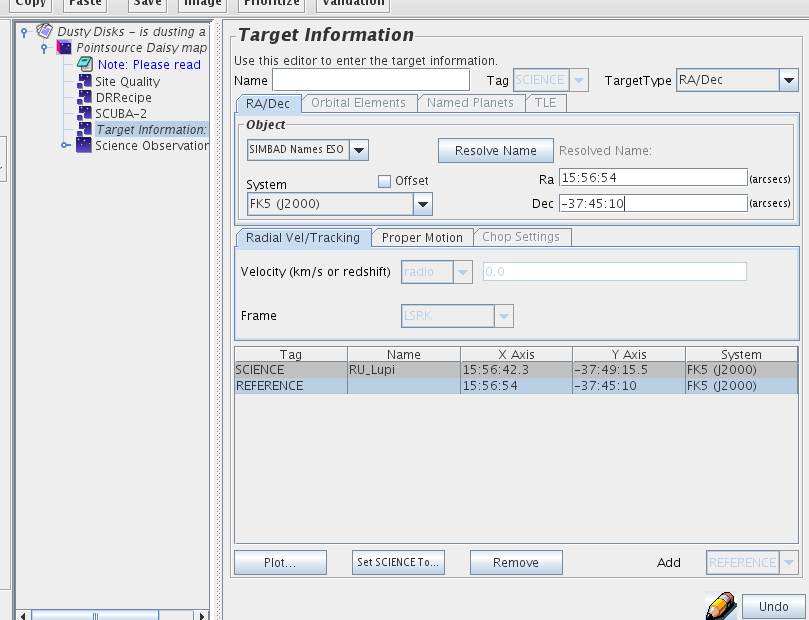 Copy Paste Save Image Prioritize Validation
Dusty Disks - is dusting a
Pointsource Daisy map
Note: Please read
Site Quality
DRRecipe
SCUBA-2
Target Information:
Science Observation
Target Information
Use this editor to enter the target information.
Name Tag SCIENCE TargetType RA/Dec
RA/Dec Orbital Elements Named Planets TLE
Object
SIMBAD Names ESO Resolve Name Resolved Name:
System Offset Ra 15:56:54 (arcsecs)
FK5 (J2000) Dec -37:45:10 (arcsecs)
Radial Vel/Tracking Proper Motion Chop Settings
Velocity (km/s or redshift) radio 0.0
Frame LSRK
Tag Name X Axis Y Axis System
SCIENCE RU_Lupi 15:56:42.3 -37:49:15.5 FK5 (J2000)
REFERENCE 15:56:54 -37:45:10 FK5 (J2000)
Plot... Set SCIENCE To... Remove Add REFERENCE
Undo